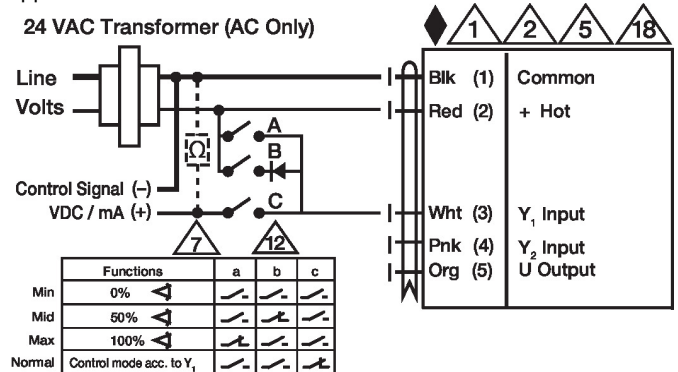 24 VAC Transformer (AC Only)
1 2 5 18
Line
Volts
Blk (1) Common
Red (2) + Hot
A
B
Ω
C
Control Signal (–)
VDC / mA (+)
Wht (3) Y1 Input
Pnk (4) Y2 Input
Org (5) U Output
7 12
Functions a b c
Min 0%
Mid 50%
Max 100%
Normal Control mode acc. to Y1